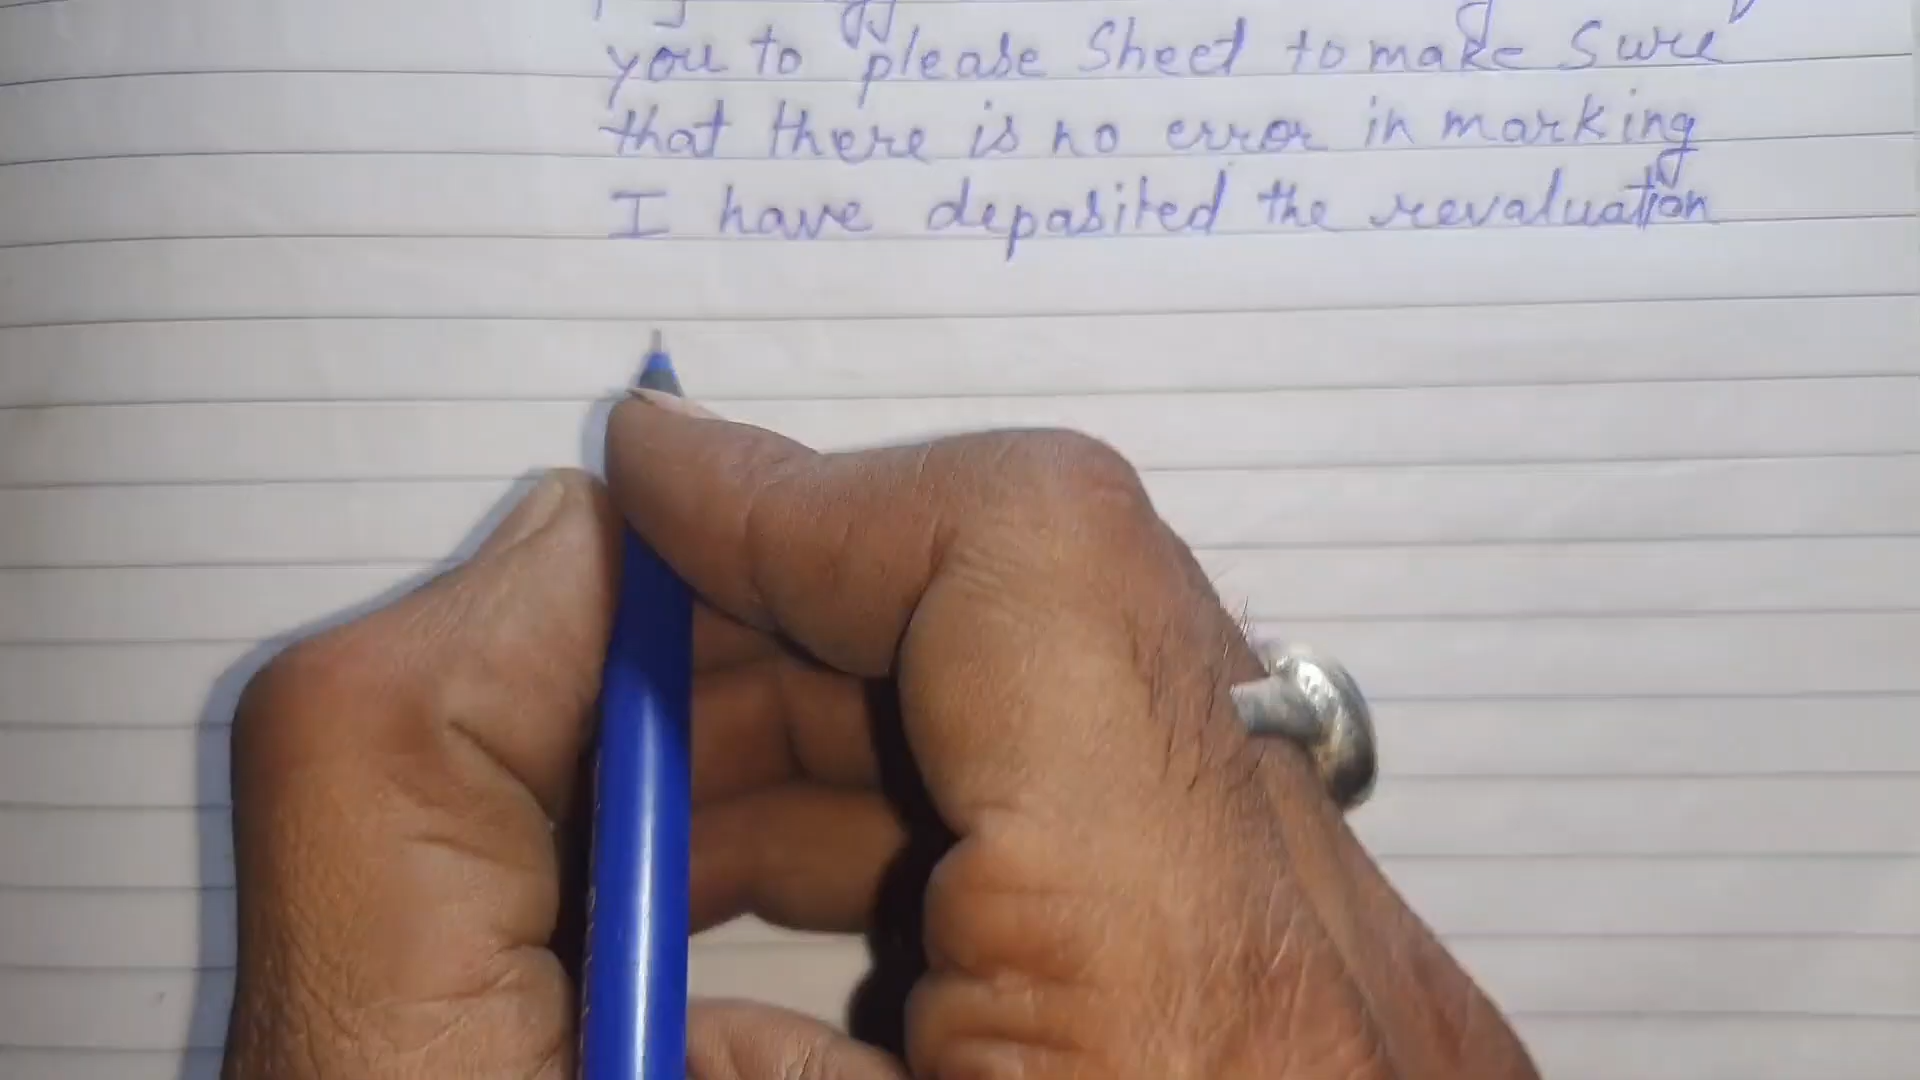 you to please Sheet to make Sure
that there is no error in marking
I have depasited the revaluation